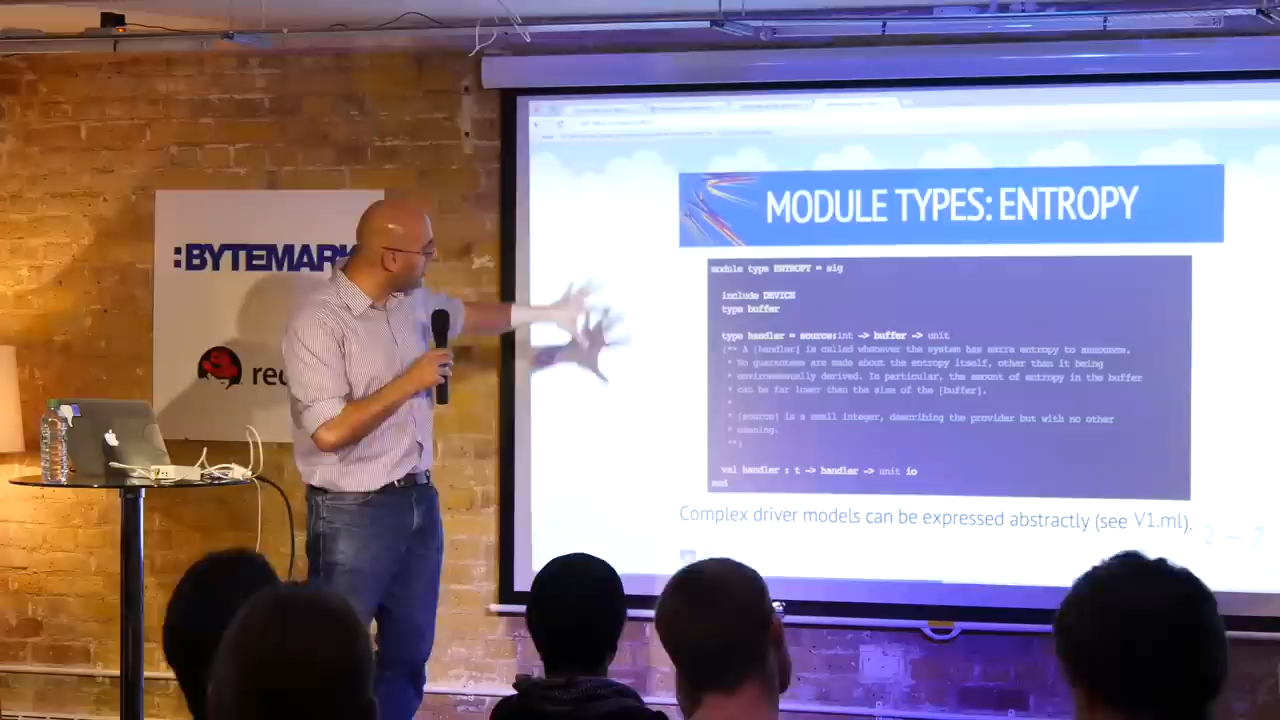 :BYTEMARK
red
MODULE TYPES: ENTROPY
module type ENTROPY = sig
include DEVICE
type buffer
type handler = source:int -> buffer -> unit
(** A [handler] is called whenever the system has extra entropy to announce.
* No guarantees are made about the entropy itself, other than it being
* environmentally derived. In particular, the amount of entropy in the buffer
* can be far lower than the size of the [buffer].
*
* [source] is a small integer, describing the provider but with no other
* meaning.
**)
val handler : t -> handler -> unit io
end
Complex driver models can be expressed abstractly (see V1.ml).
2 – 7